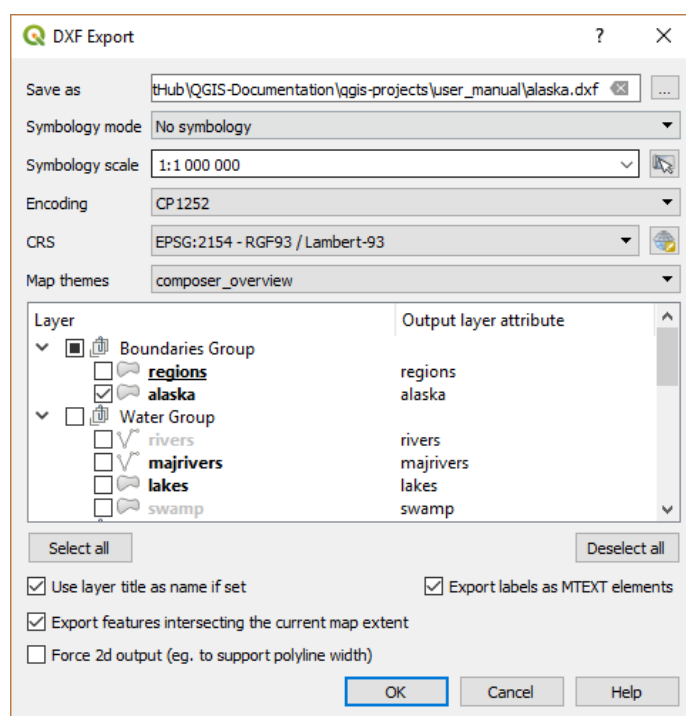 DXF Export
?
Save as tHub\QGIS-Documentation\qgis-projects\user_manual\alaska.dxf ...
Symbology mode No symbology
Symbology scale 1:1 000 000
Encoding CP1252
CRS EPSG:2154 - RGF93 / Lambert-93
Map themes composer_overview
Layer Output layer attribute
Boundaries Group
regions regions
alaska alaska
Water Group
rivers rivers
majrivers majrivers
lakes lakes
swamp swamp
Select all Deselect all
Use layer title as name if set Export labels as MTEXT elements
Export features intersecting the current map extent
Force 2d output (eg. to support polyline width)
OK Cancel Help